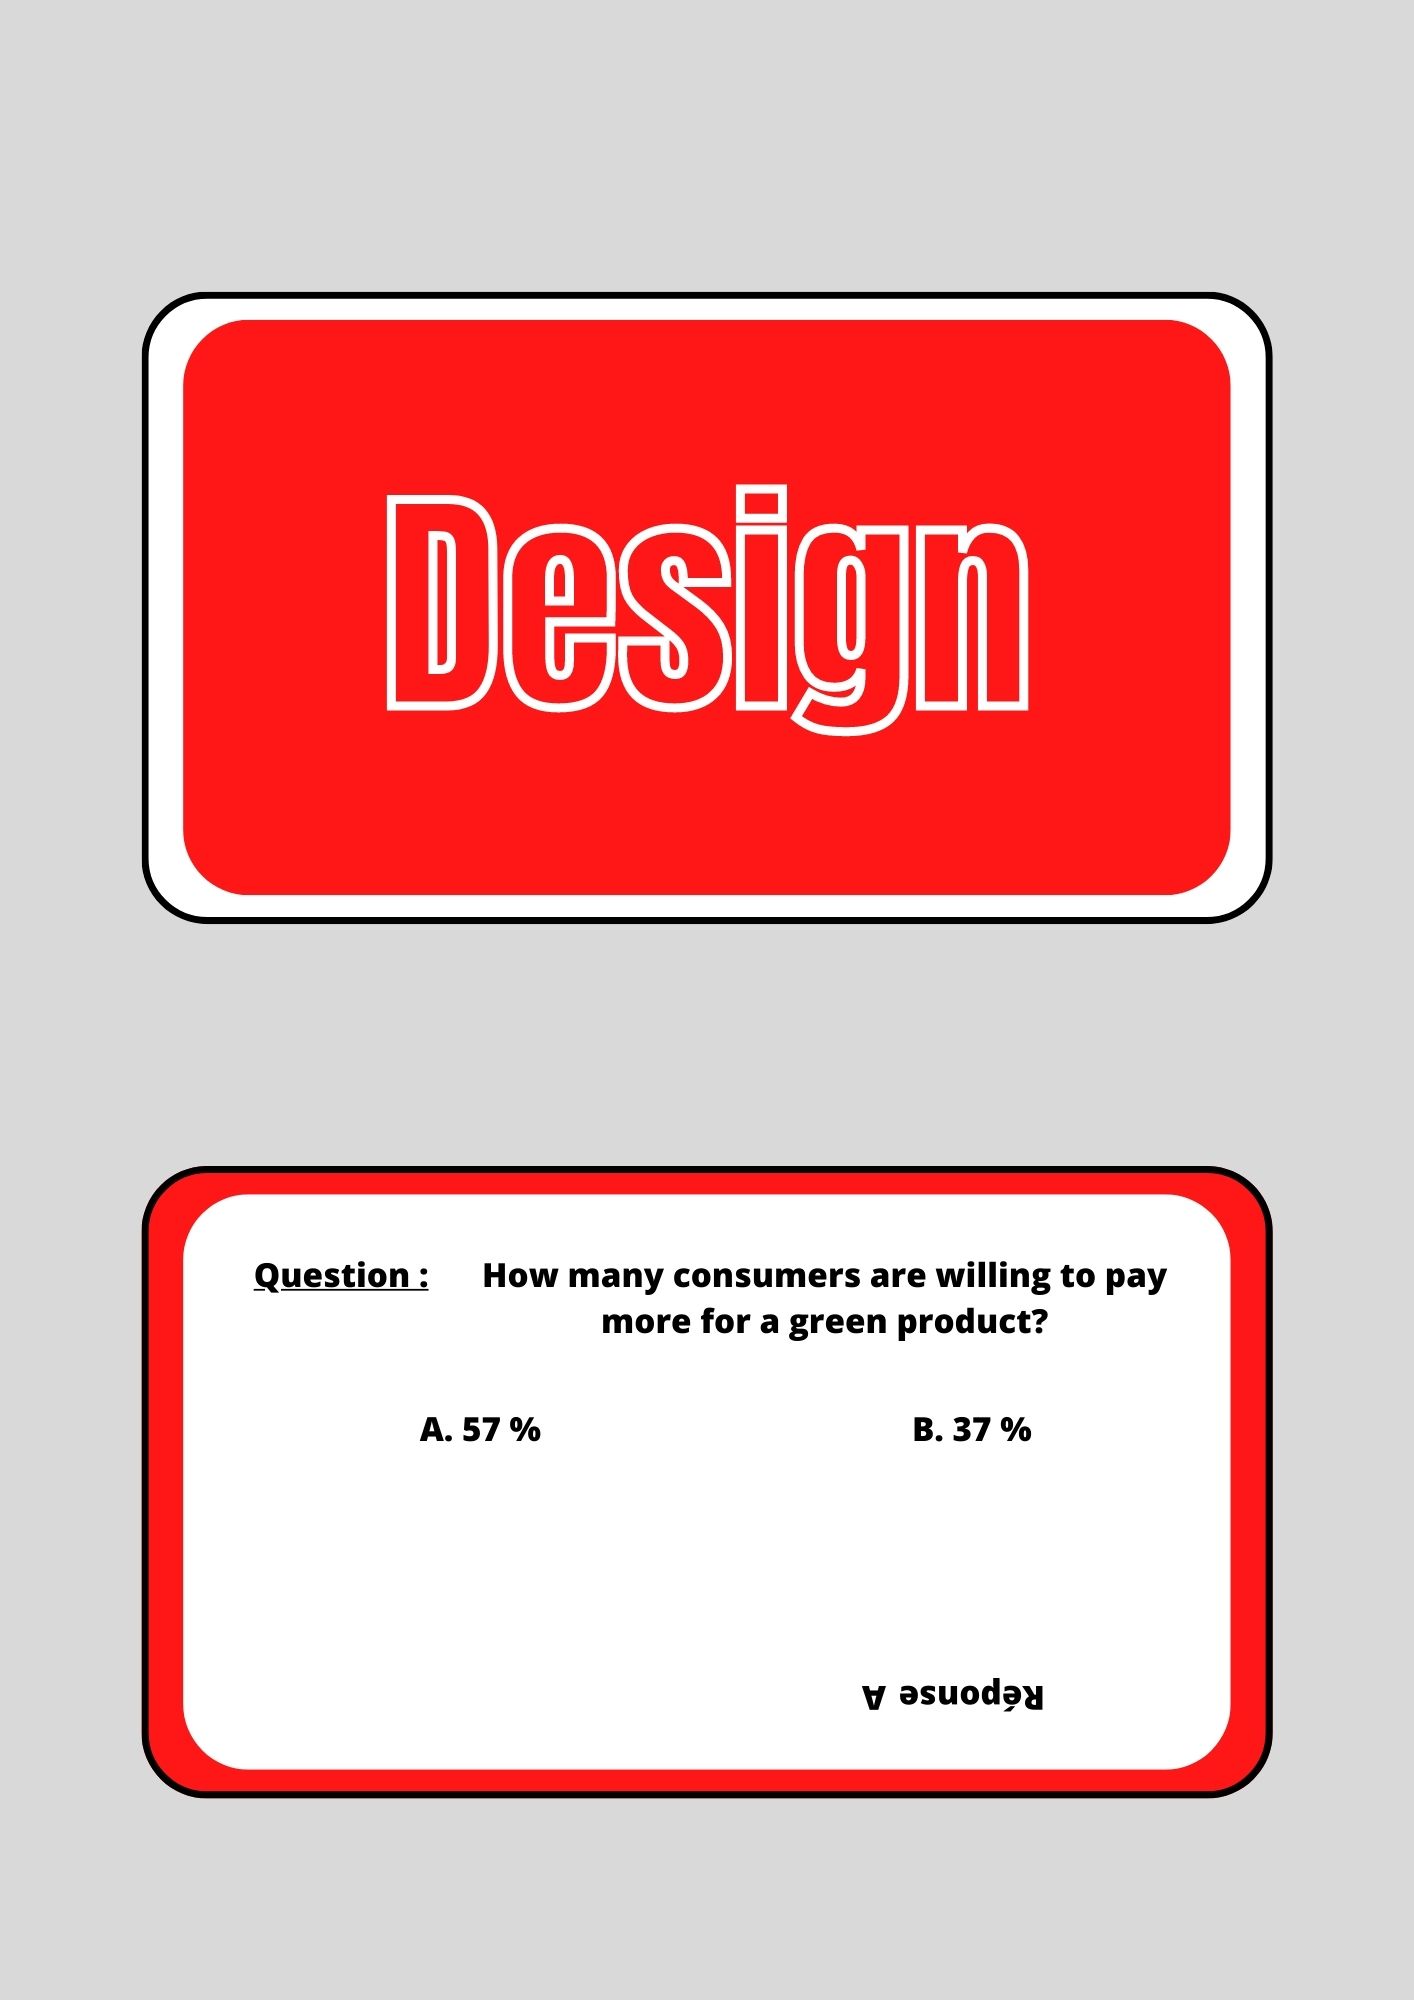 Design
Question : How many consumers are willing to pay
more for a green product?
A. 57 % B. 37 %
Réponse A